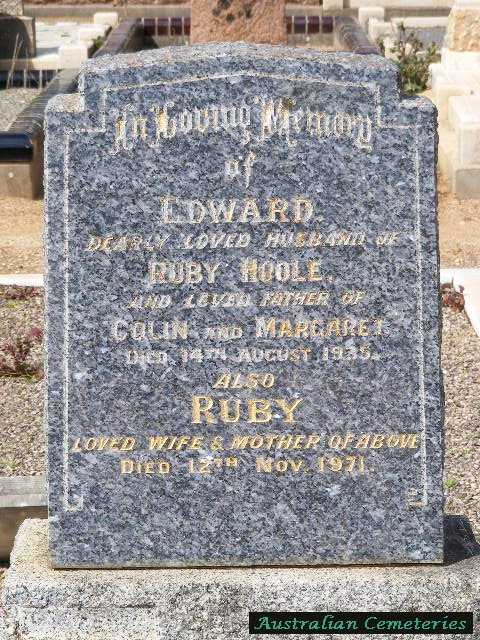 In Loving Memory
of
EDWARD.
DEARLY LOVED HUSBAND OF
RUBY HOOLE.
AND LOVED FATHER OF
COLIN AND MARGARET.
DIED 14TH AUGUST 1935.
ALSO
RUBY
LOVED WIFE & MOTHER OF ABOVE
DIED 12TH NOV. 1971.
Australian Cemeteries